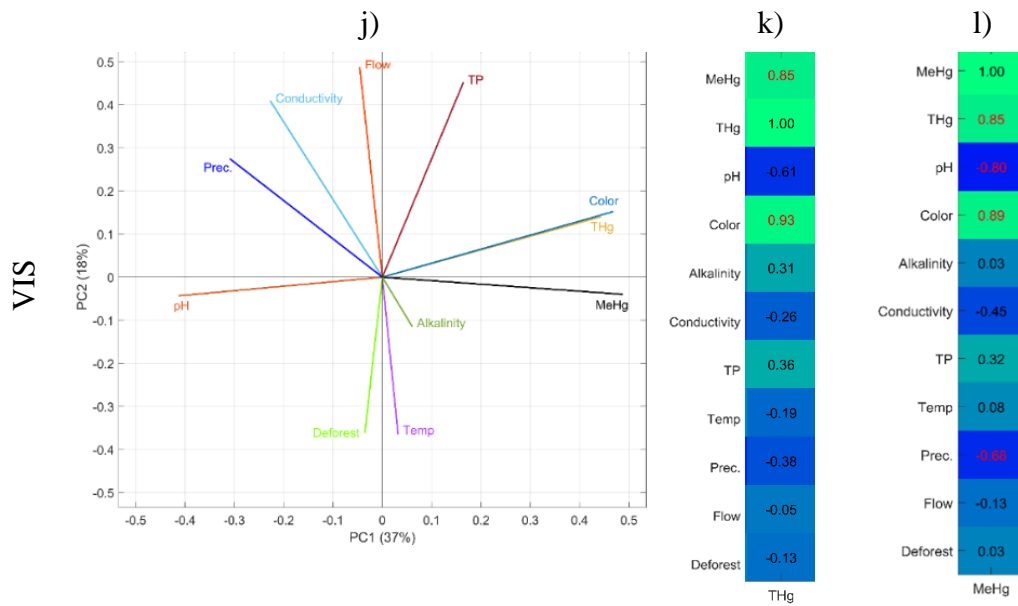 j)
k)
l)
VIS
PC2 (18%)
0.5
0.4
0.3
0.2
0.1
0
-0.1
-0.2
-0.3
-0.4
-0.5
Flow
TP
Conductivity
Prec.
Color
THg
pH
MeHg
Alkalinity
Deforest
Temp
-0.5 -0.4 -0.3 -0.2 -0.1 0 0.1 0.2 0.3 0.4 0.5
PC1 (37%)
MeHg 0.85
THg 1.00
pH -0.61
Color 0.93
Alkalinity 0.31
Conductivity -0.26
TP 0.36
Temp -0.19
Prec. -0.38
Flow -0.05
Deforest -0.13
THg
MeHg 1.00
THg 0.85
pH -0.80
Color 0.89
Alkalinity 0.03
Conductivity -0.45
TP 0.32
Temp 0.08
Prec. -0.68
Flow -0.13
Deforest 0.03
MeHg